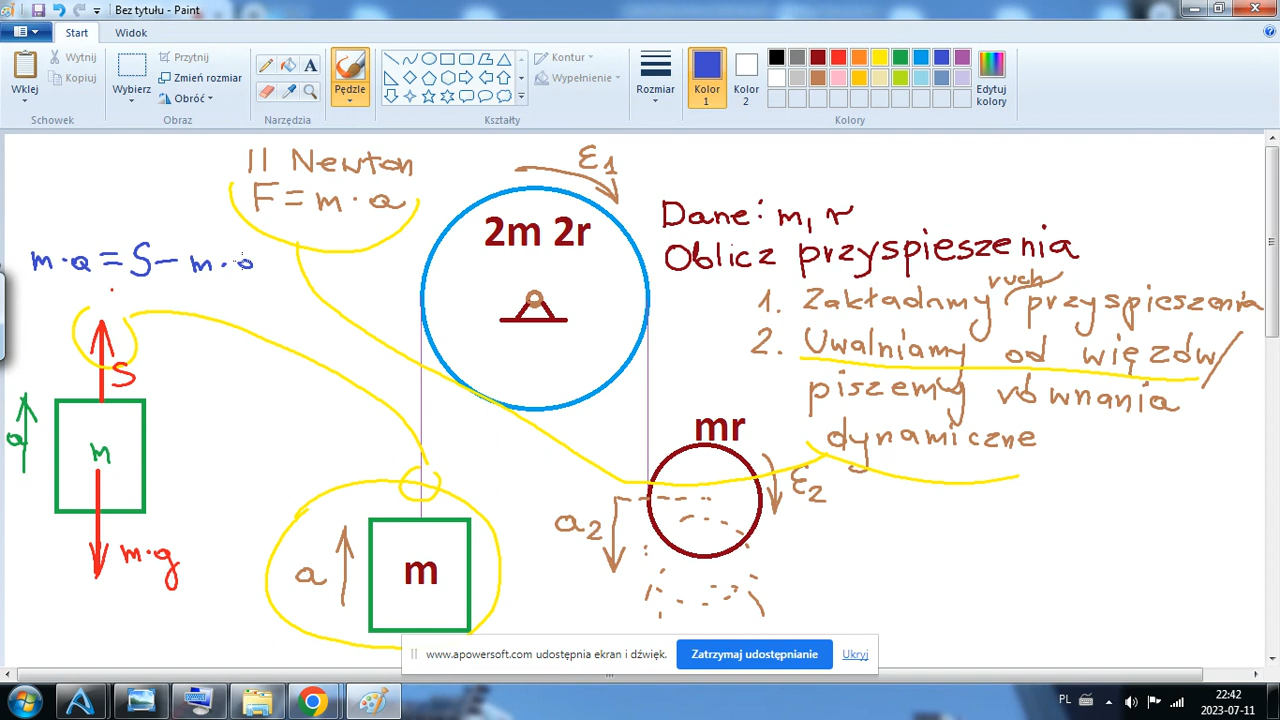 Bez tytułu - Paint
Start
Widok
Wklej
Wytnij
Kopiuj
Schowek
Wybierz
Przytnij
Zmień rozmiar
Obróć
Obraz
A
Narzędzia
Pędzle
Kontur
Wypełnienie
Kształty
Rozmiar
Kolor 1
Kolor 2
Edytuj kolory
Kolory
II Newton
F = m · a
ε1
2m 2r
Dane: m, r
Oblicz przyspieszenia
ruch
1. Zakładamy przyspieszenia
2. Uwalniamy od więzów/
piszemy równania
dynamiczne
m·a = S - m·
S
a
m
m·g
a
m
mr
a2
ε2
www.apowersoft.com udostępnia ekran i dźwięk.
Zatrzymaj udostępnianie
Ukryj
PL
22:42
2023-07-11